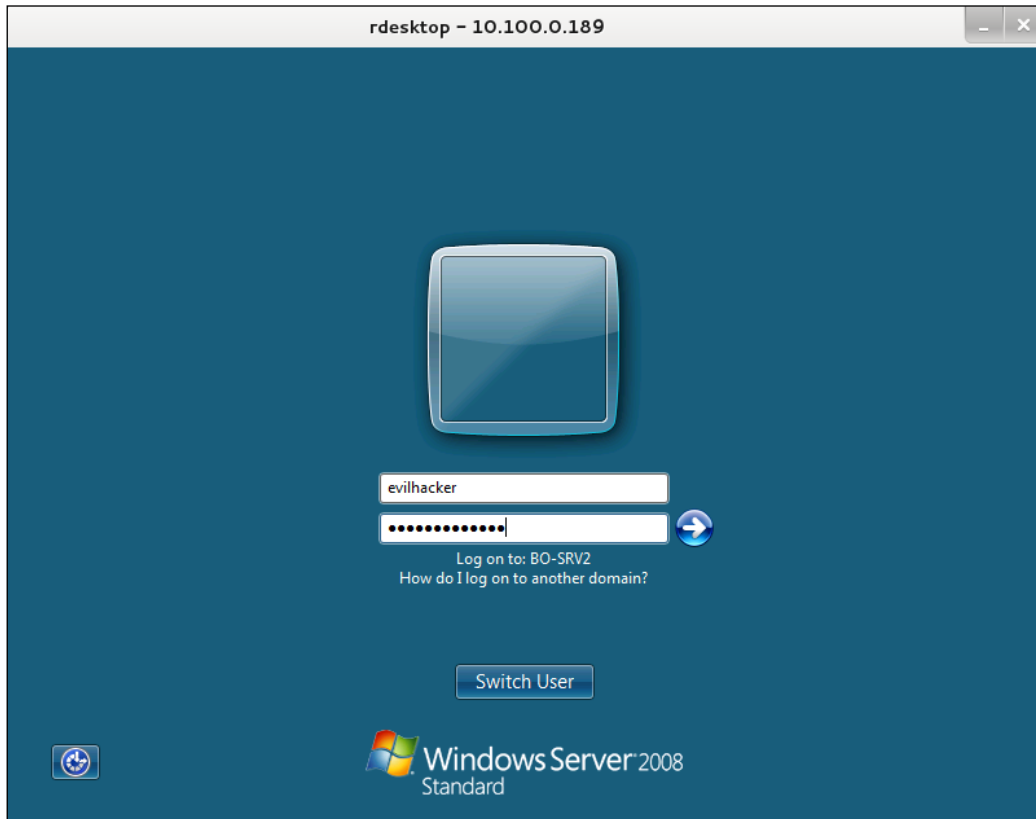 rdesktop - 10.100.0.189
evilhacker
•••••••••••••
Log on to: BO-SRV2
How do I log on to another domain?
Switch User
Windows Server 2008
Standard